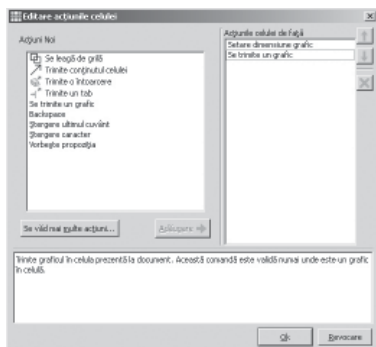 Editare acțiunile celulei
Acțiuni Noi
Se leagă de grilă
Trimite conținutul celulei
Trimite o întoarcere
Trimite un tab
Se trimite un grafic
Backspace
Ștergere ultimul cuvânt
Ștergere caracter
Vorbește propoziția
Se văd mai multe acțiuni...
Adăugare
Acțiunile celulei de față
Setare dimensiune grafic
Se trimite un grafic
Trimite graficul în celula prezentă la document. Această comandă este validă numai unde este un grafic
în celulă.
Ok
Revocare